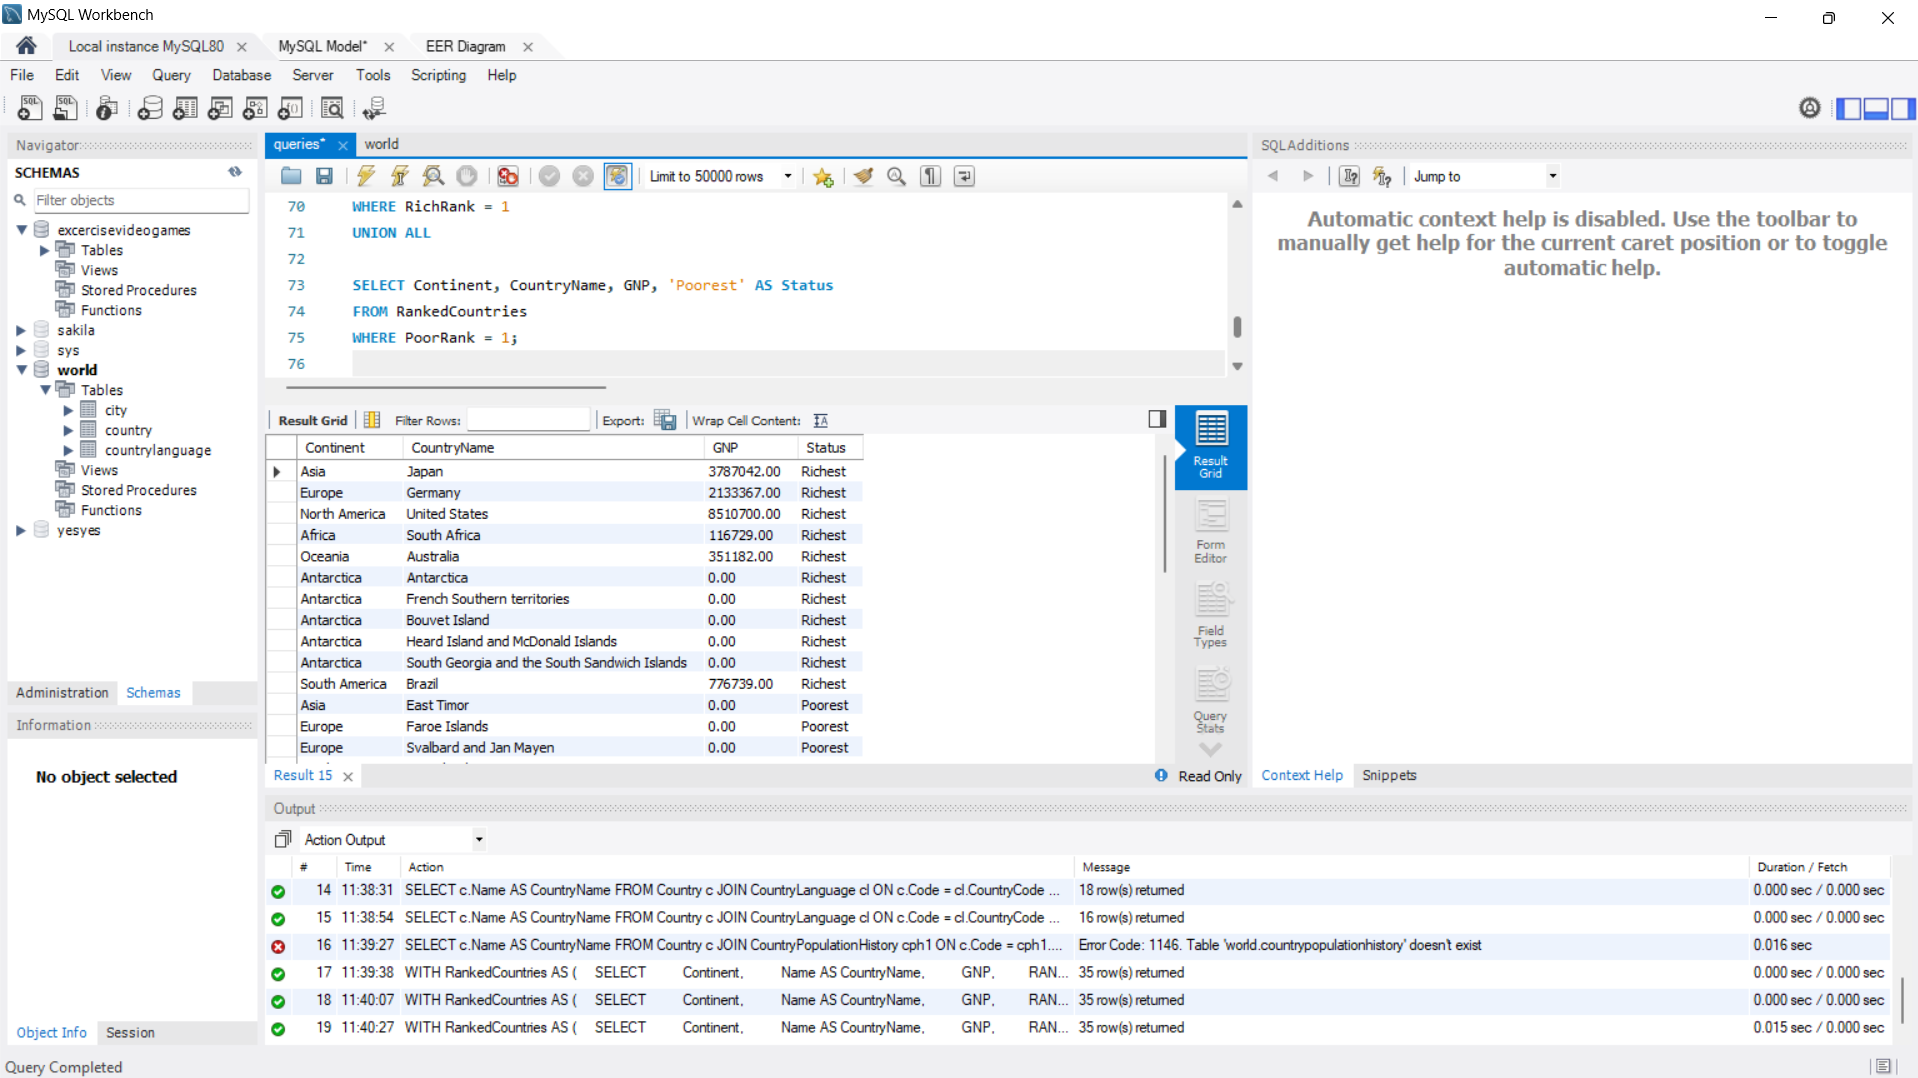 MySQL Workbench
Local instance MySQL80
MySQL Model*
EER Diagram
File Edit View Query Database Server Tools Scripting Help
Navigator
SCHEMAS
Filter objects
excercisevideogames
Tables
Views
Stored Procedures
Functions
sakila
sys
world
Tables
city
country
countrylanguage
Views
Stored Procedures
Functions
yesyes
Administration Schemas
Information
No object selected
Object Info Session
queries* world
Limit to 50000 rows
70 WHERE RichRank = 1
71 UNION ALL
72
73 SELECT Continent, CountryName, GNP, 'Poorest' AS Status
74 FROM RankedCountries
75 WHERE PoorRank = 1;
76
Result Grid Filter Rows: Export: Wrap Cell Content:
Continent CountryName GNP Status
Asia Japan 3787042.00 Richest
Europe Germany 2133367.00 Richest
North America United States 8510700.00 Richest
Africa South Africa 116729.00 Richest
Oceania Australia 351182.00 Richest
Antarctica Antarctica 0.00 Richest
Antarctica French Southern territories 0.00 Richest
Antarctica Bouvet Island 0.00 Richest
Antarctica Heard Island and McDonald Islands 0.00 Richest
Antarctica South Georgia and the South Sandwich Islands 0.00 Richest
South America Brazil 776739.00 Richest
Asia East Timor 0.00 Poorest
Europe Faroe Islands 0.00 Poorest
Europe Svalbard and Jan Mayen 0.00 Poorest
Result Grid
Form Editor
Field Types
Query Stats
Result 15
Read Only
SQLAdditions
Jump to
Automatic context help is disabled. Use the toolbar to
manually get help for the current caret position or to toggle
automatic help.
Context Help Snippets
Output
Action Output
# Time Action Message Duration / Fetch
14 11:38:31 SELECT c.Name AS CountryName FROM Country c JOIN CountryLanguage cl ON c.Code = cl.CountryCode ... 18 row(s) returned 0.000 sec / 0.000 sec
15 11:38:54 SELECT c.Name AS CountryName FROM Country c JOIN CountryLanguage cl ON c.Code = cl.CountryCode ... 16 row(s) returned 0.000 sec / 0.000 sec
16 11:39:27 SELECT c.Name AS CountryName FROM Country c JOIN CountryPopulationHistory cph1 ON c.Code = cph1.... Error Code: 1146. Table 'world.countrypopulationhistory' doesn't exist 0.016 sec
17 11:39:38 WITH RankedCountries AS ( SELECT Continent, Name AS CountryName, GNP, RAN... 35 row(s) returned 0.000 sec / 0.000 sec
18 11:40:07 WITH RankedCountries AS ( SELECT Continent, Name AS CountryName, GNP, RAN... 35 row(s) returned 0.000 sec / 0.000 sec
19 11:40:27 WITH RankedCountries AS ( SELECT Continent, Name AS CountryName, GNP, RAN... 35 row(s) returned 0.015 sec / 0.000 sec
Query Completed